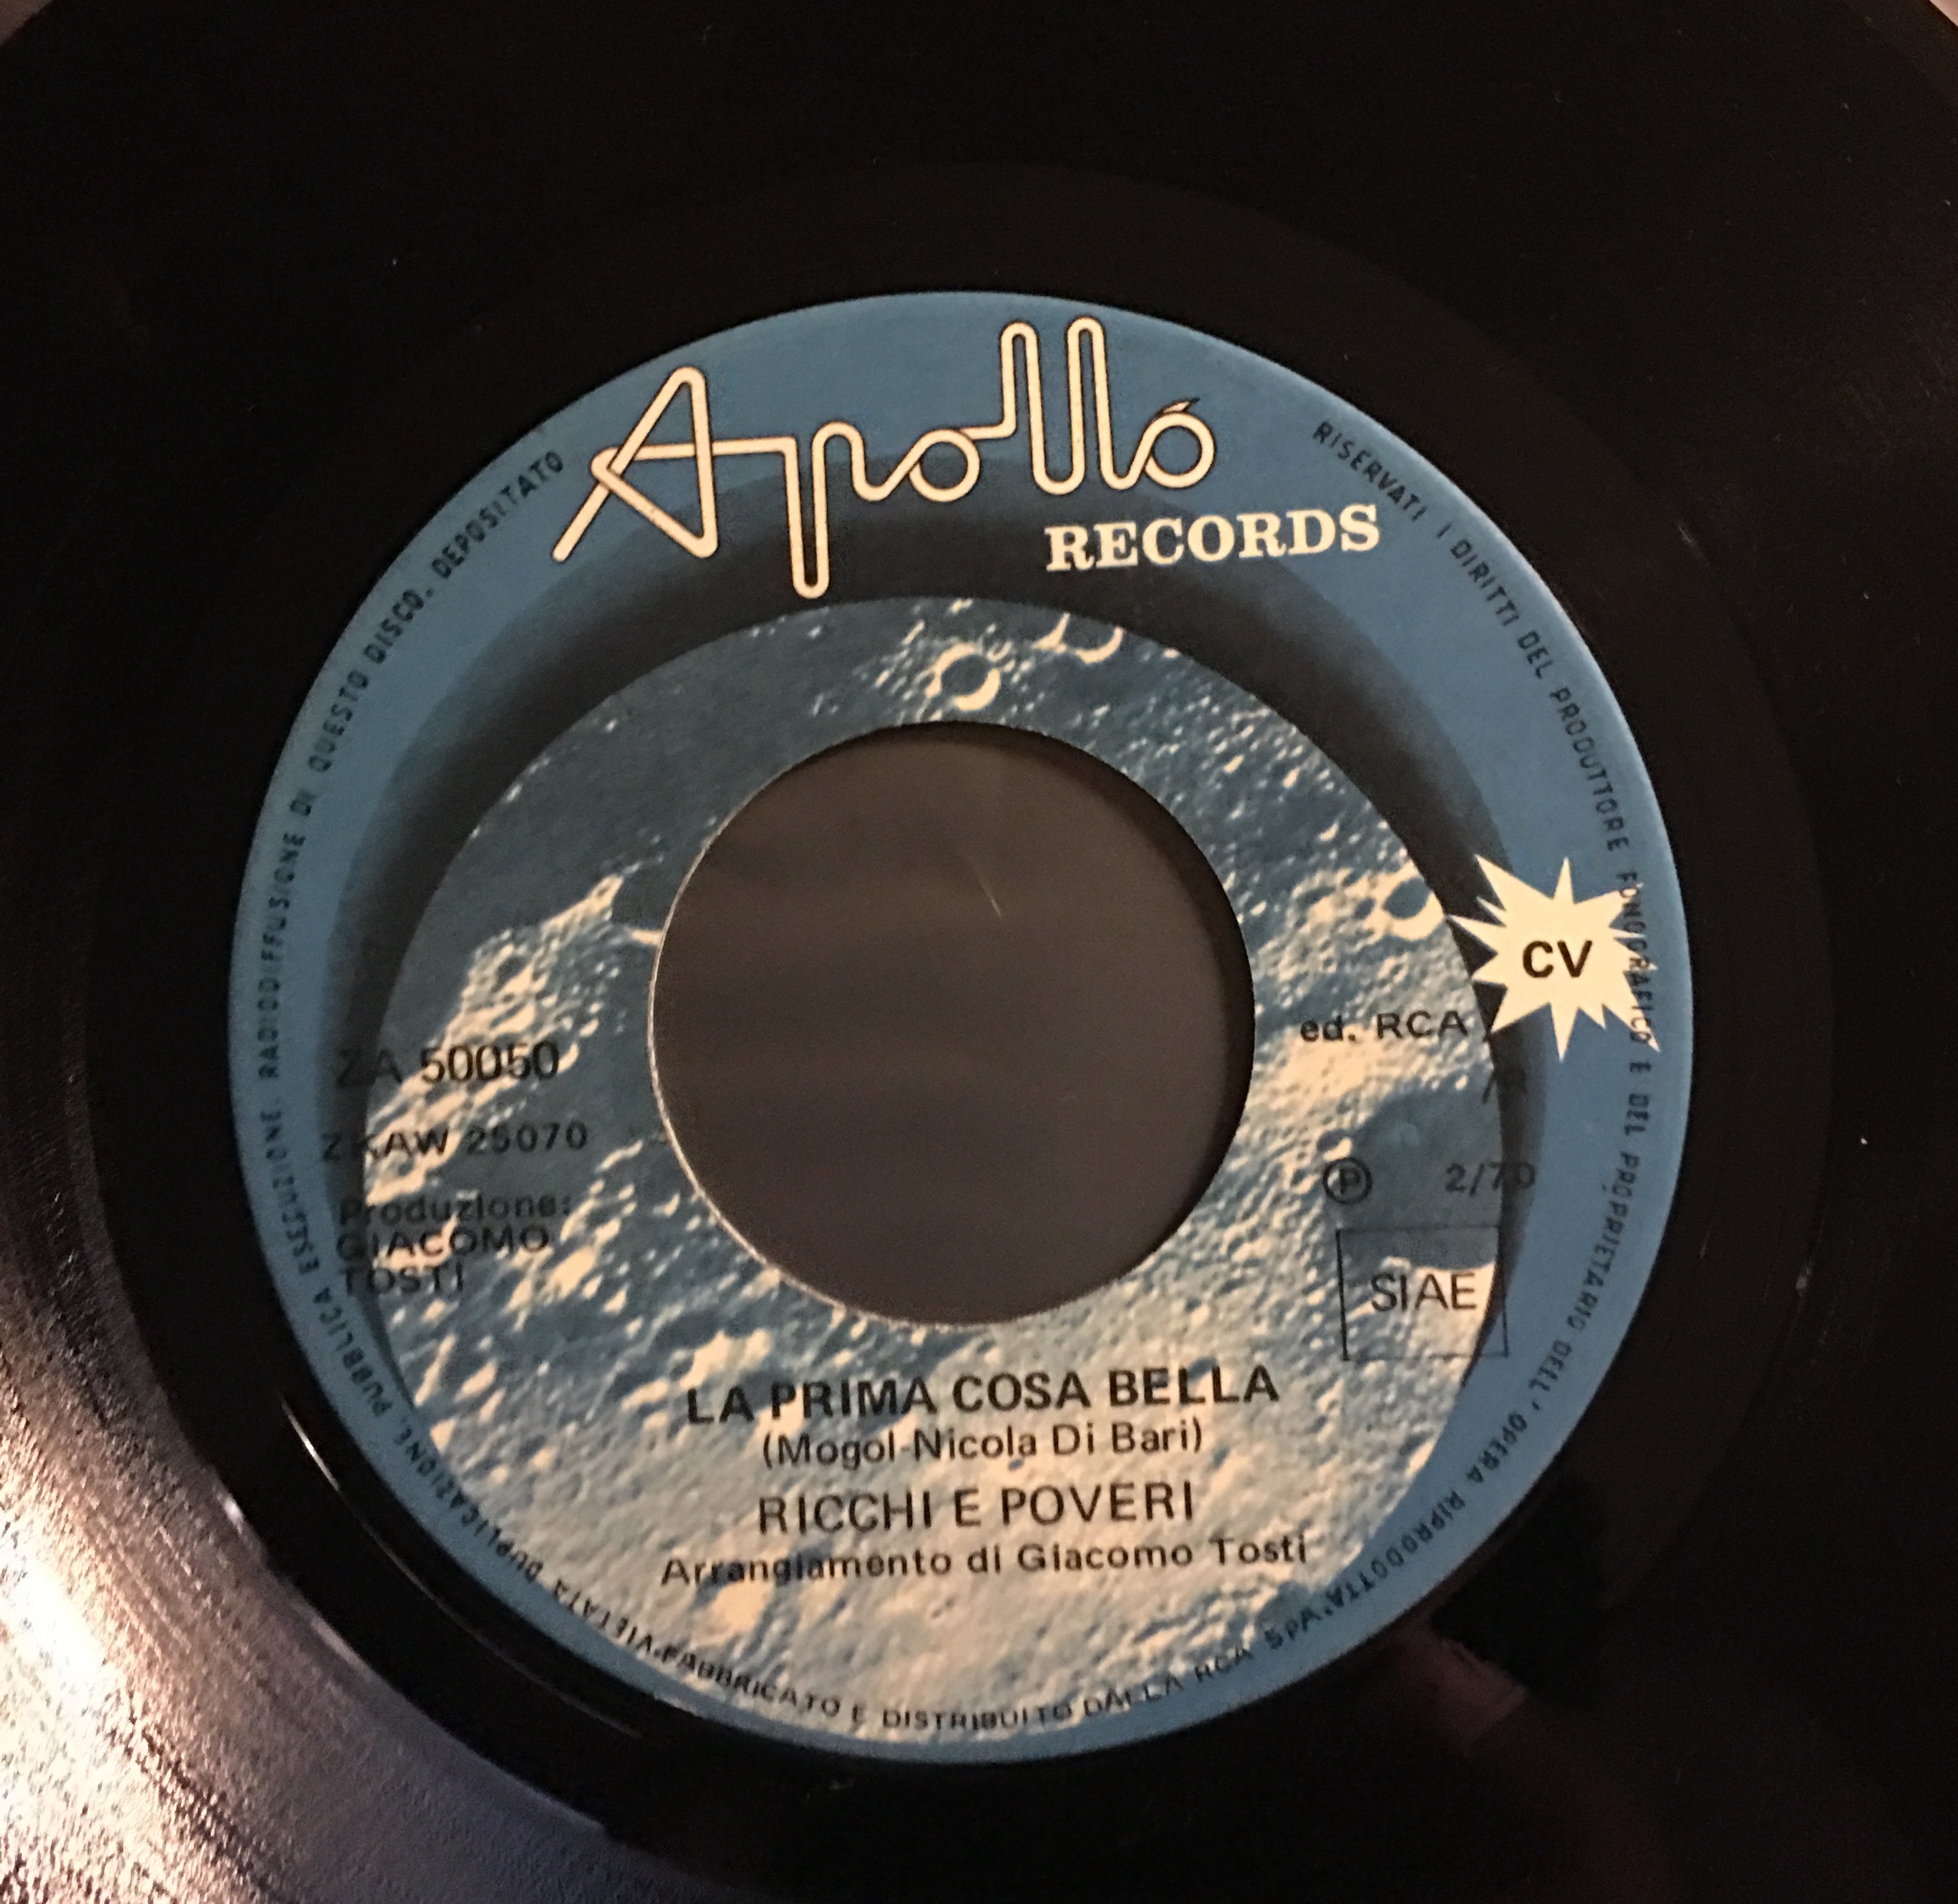 Apolló
RECORDS
RISERVATI I DIRITTI DEL PRODUTTORE FONOGRAFICO E DEL PROPRIETARIO DELL'OPERA RIPRODOTTA. FABBRICATO E DISTRIBUITO DALLA RCA SPA.
VIETATA DUPLICAZIONE, PUBBLICA ESECUZIONE, RADIODIFFUSIONE DI QUESTO DISCO. DEPOSITATO
CV
ed. RCA
ZA 50050
ZKAW 25070
Ⓟ 2/70
Produzione:
GIACOMO
TOSTI
SIAE
LA PRIMA COSA BELLA
(Mogol-Nicola Di Bari)
RICCHI E POVERI
Arrangiamento di Giacomo Tosti